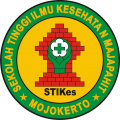 SEKOLAH TINGGI ILMU KESEHATAN MAJAPAHIT
STIKes
MOJOKERTO